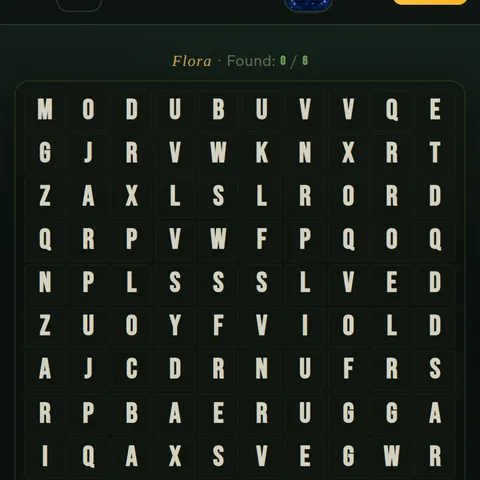 Flora · Found: 0 / 6
M O D U B U V V Q E
G J R V W K N X R T
Z A X L S L R O R D
Q R P V W F P Q O Q
N P L S S S L V E D
Z U O Y F V I O L D
A J C D R N U F R S
R P B A E R U G G A
I Q A X S V E G W R